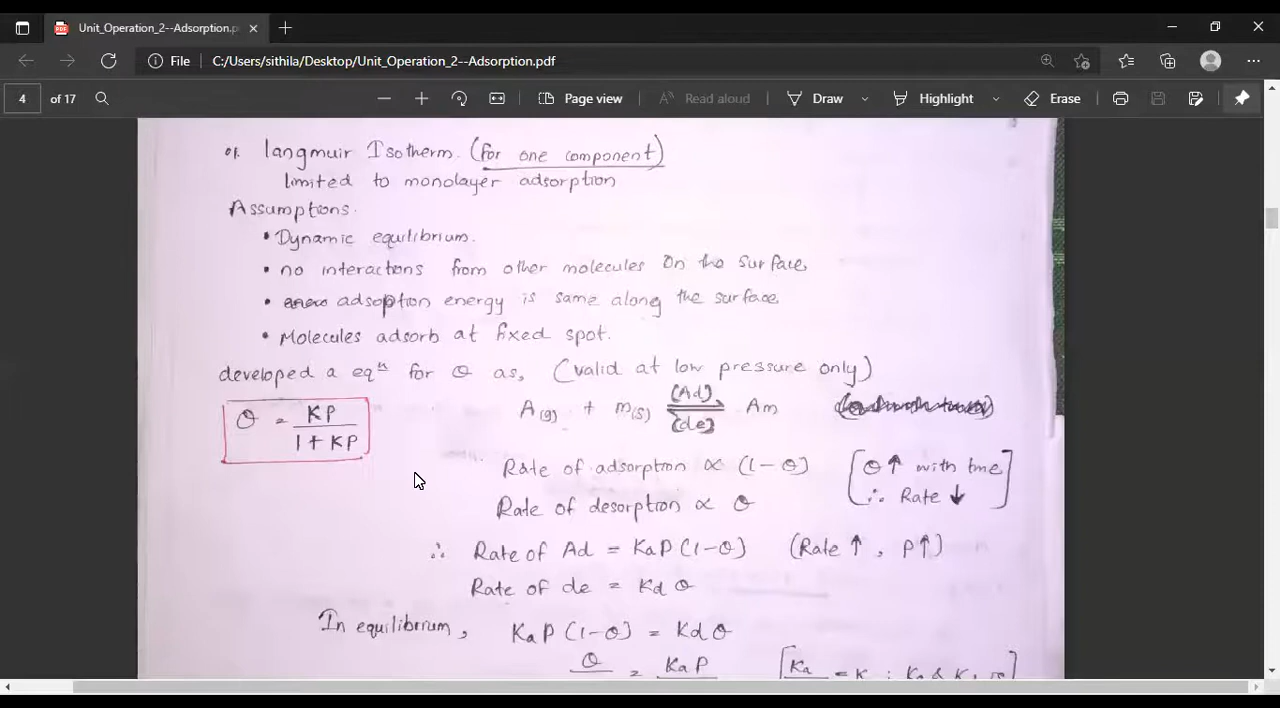 Unit_Operation_2--Adsorption.p
File C:/Users/sithila/Desktop/Unit_Operation_2--Adsorption.pdf
4 of 17 Page view Read aloud Draw Highlight Erase
01. langmuir Isotherm. (for one component)
limited to monolayer adsorption
Assumptions.
• Dynamic equilibrium.
• no interactions from other molecules on the surface,
• adsoption energy is same along the surface
• Molecules adsorb at fixed spot.
developed a eqⁿ for θ as, (valid at low pressure only)
θ = KP / 1 + KP
A(g) + m(s) (Ad) (de) Am
Rate of adsorption ∝ (1 - θ) [θ ↑ with tme
Rate of desorption ∝ θ ∴ Rate ↓]
∴ Rate of Ad = KaP (1-θ) (Rate ↑, P↑)
Rate of de = Kd θ
In equilibrium, KaP (1-θ) = Kd θ
θ = KaP [Ka = K ;